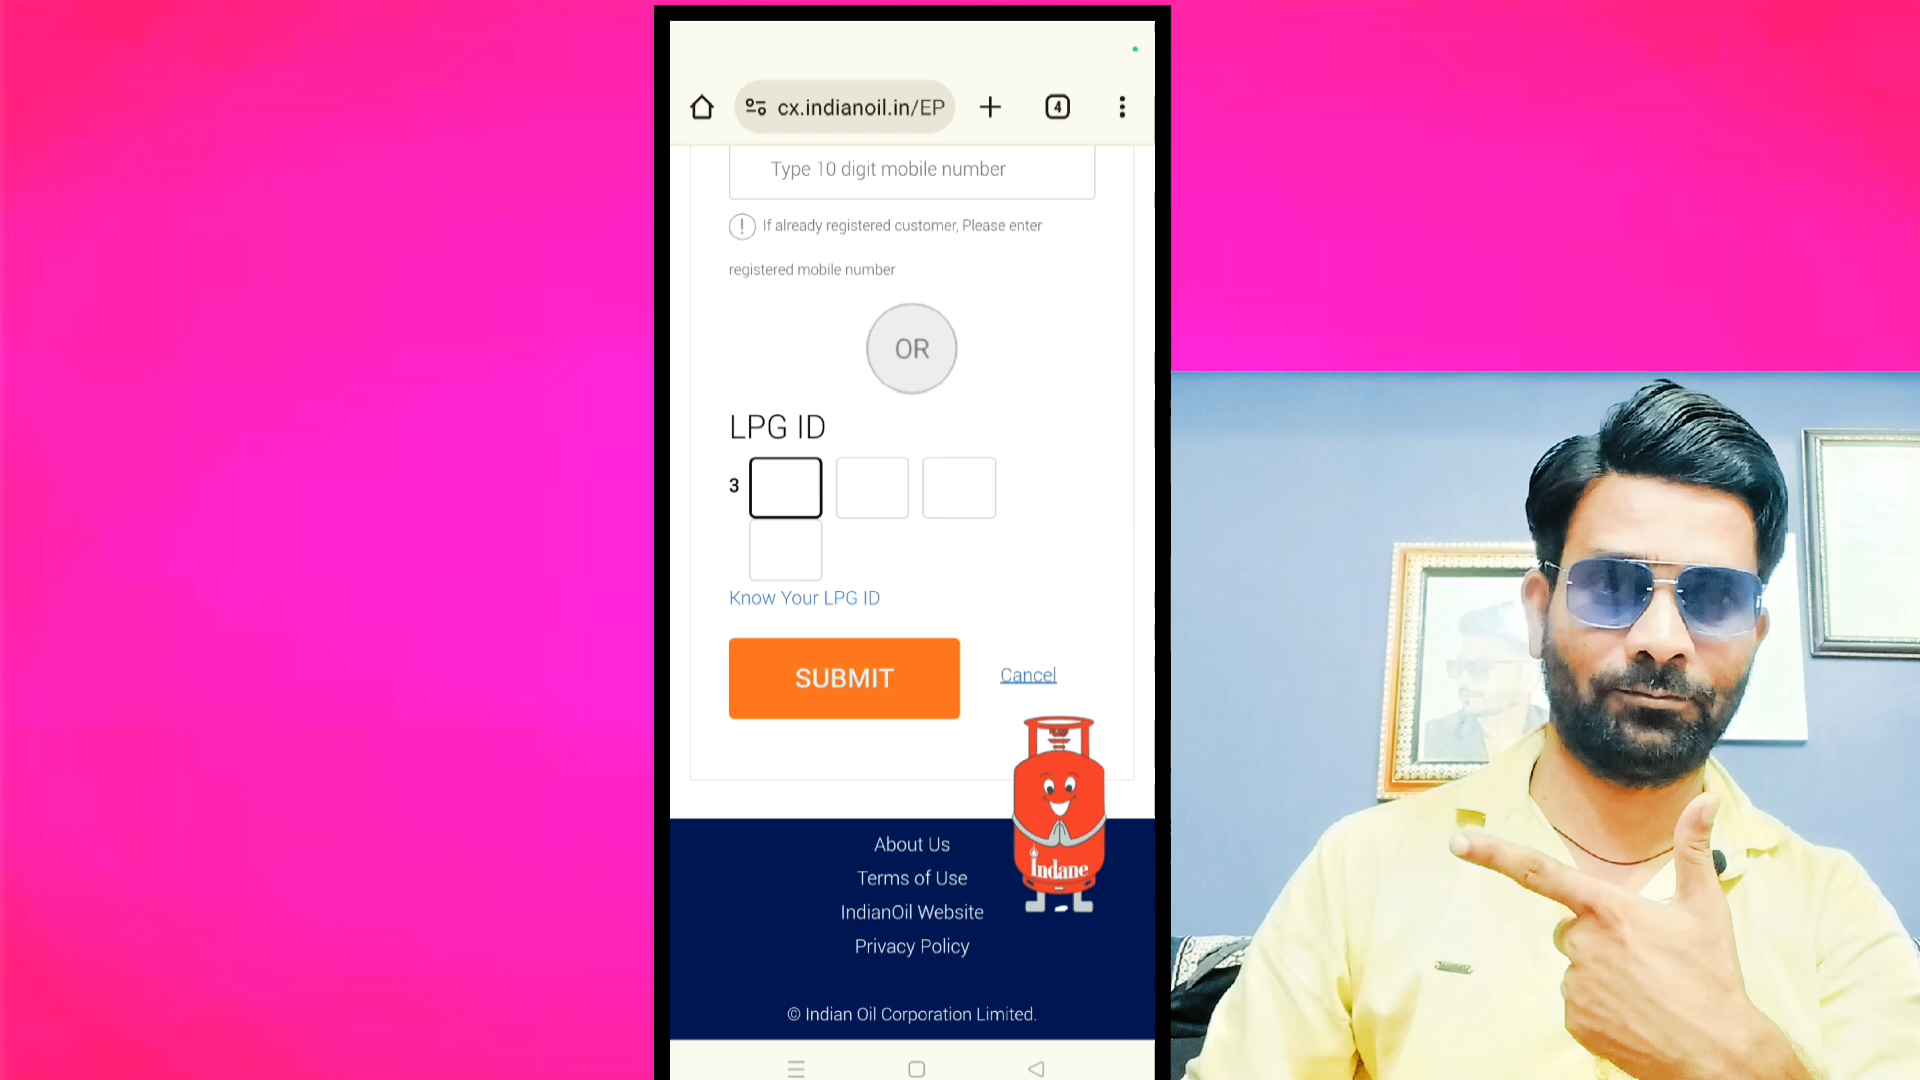 4
cx.indianoil.in/EP
Type 10 digit mobile number
! If already registered customer, Please enter
registered mobile number
OR
LPG ID
3
Know Your LPG ID
SUBMIT
Cancel
Indane
About Us
Terms of Use
IndianOil Website
Privacy Policy
© Indian Oil Corporation Limited.